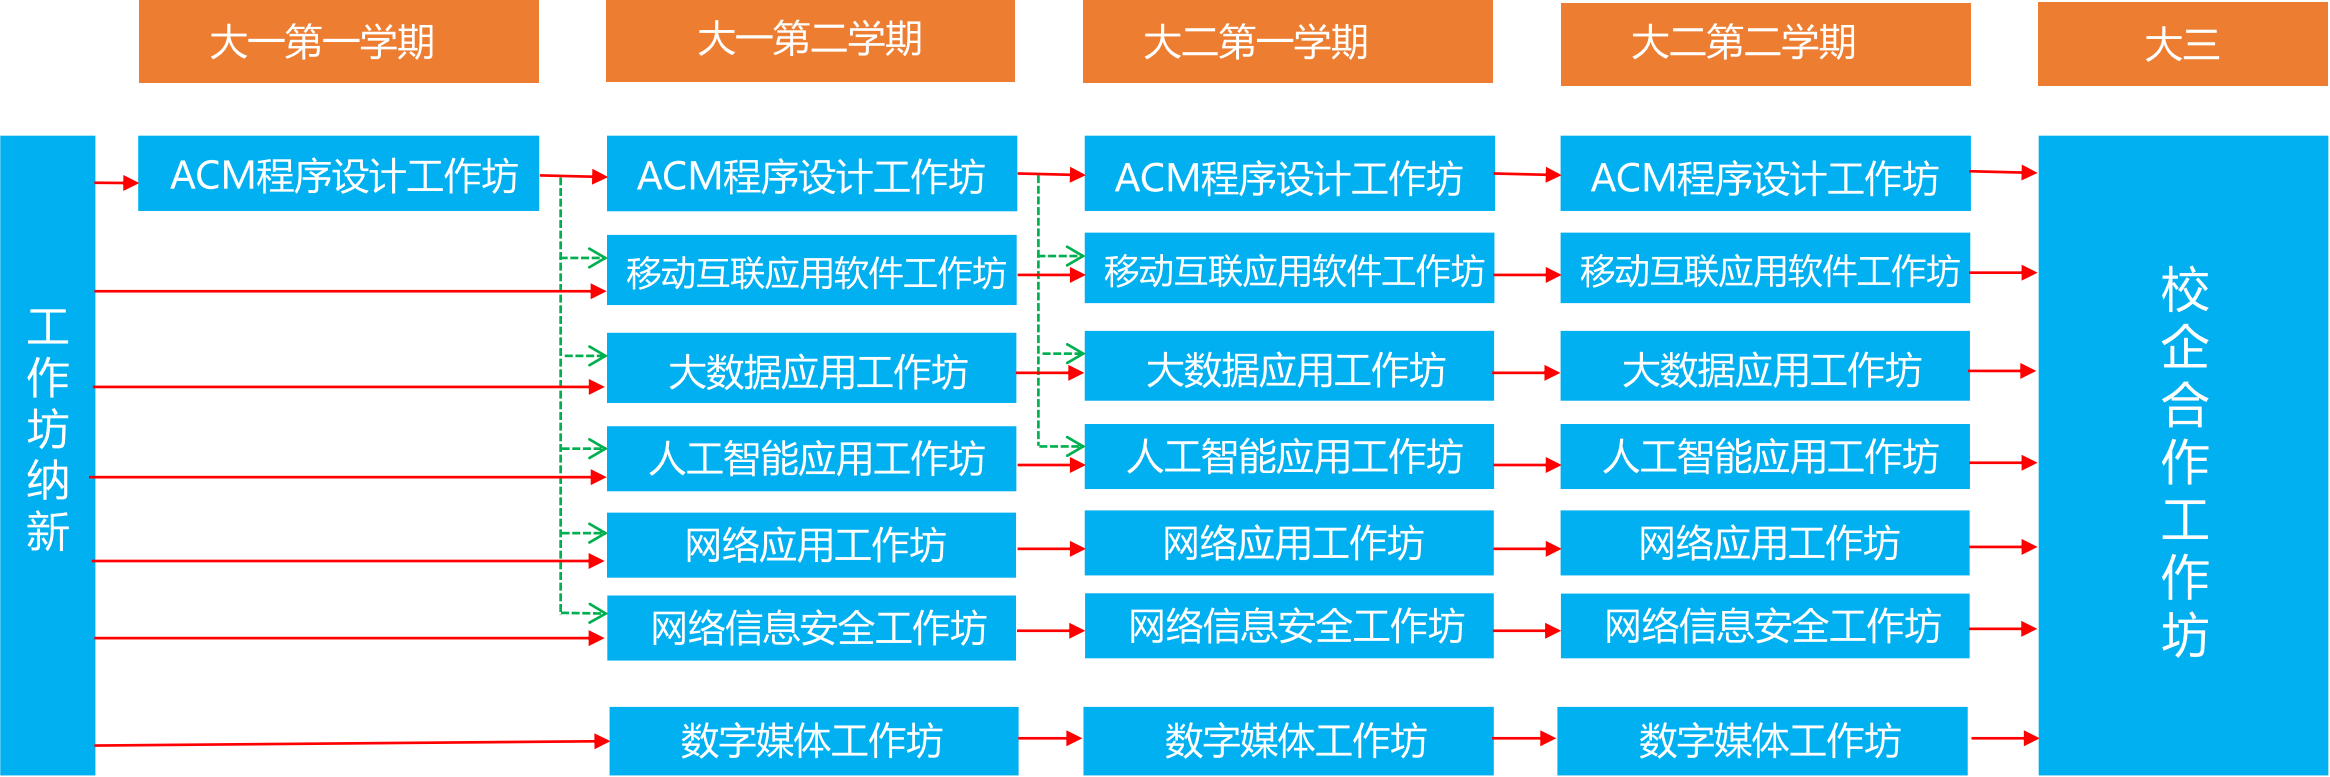 大一第一学期
大一第二学期
大二第一学期
大二第二学期
大三
工作坊纳新
ACM程序设计工作坊
ACM程序设计工作坊
ACM程序设计工作坊
ACM程序设计工作坊
移动互联应用软件工作坊
移动互联应用软件工作坊
移动互联应用软件工作坊
大数据应用工作坊
大数据应用工作坊
大数据应用工作坊
人工智能应用工作坊
人工智能应用工作坊
人工智能应用工作坊
网络应用工作坊
网络应用工作坊
网络应用工作坊
网络信息安全工作坊
网络信息安全工作坊
网络信息安全工作坊
数字媒体工作坊
数字媒体工作坊
数字媒体工作坊
校企合作工作坊